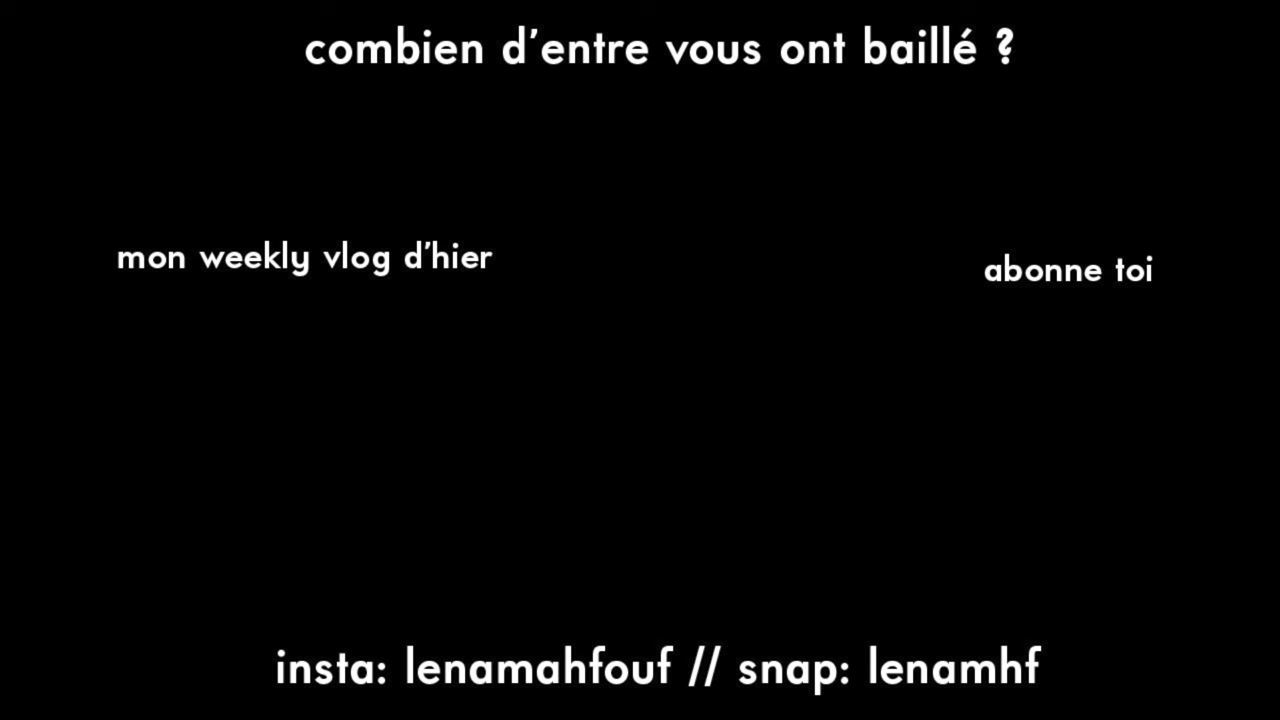 combien d'entre vous ont baillé ?
mon weekly vlog d'hier
abonne toi
insta: lenamahfouf // snap: lenamhf